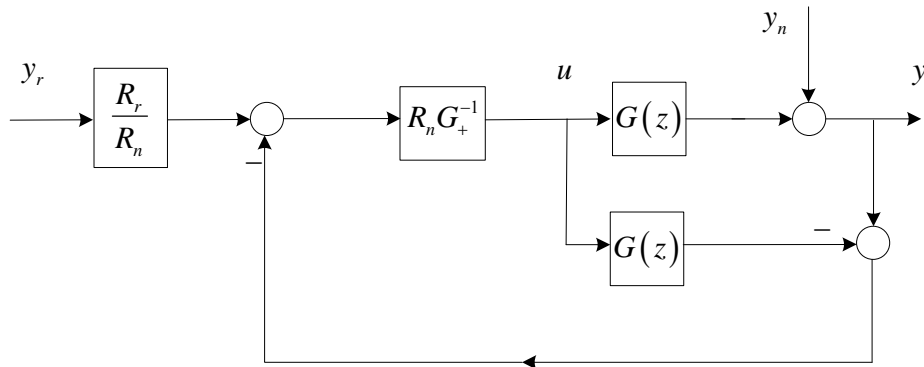 y_n
y_r
u
y
R_r
R_n
R_n G_+^{-1}
G(z)
−
−
G(z)
−